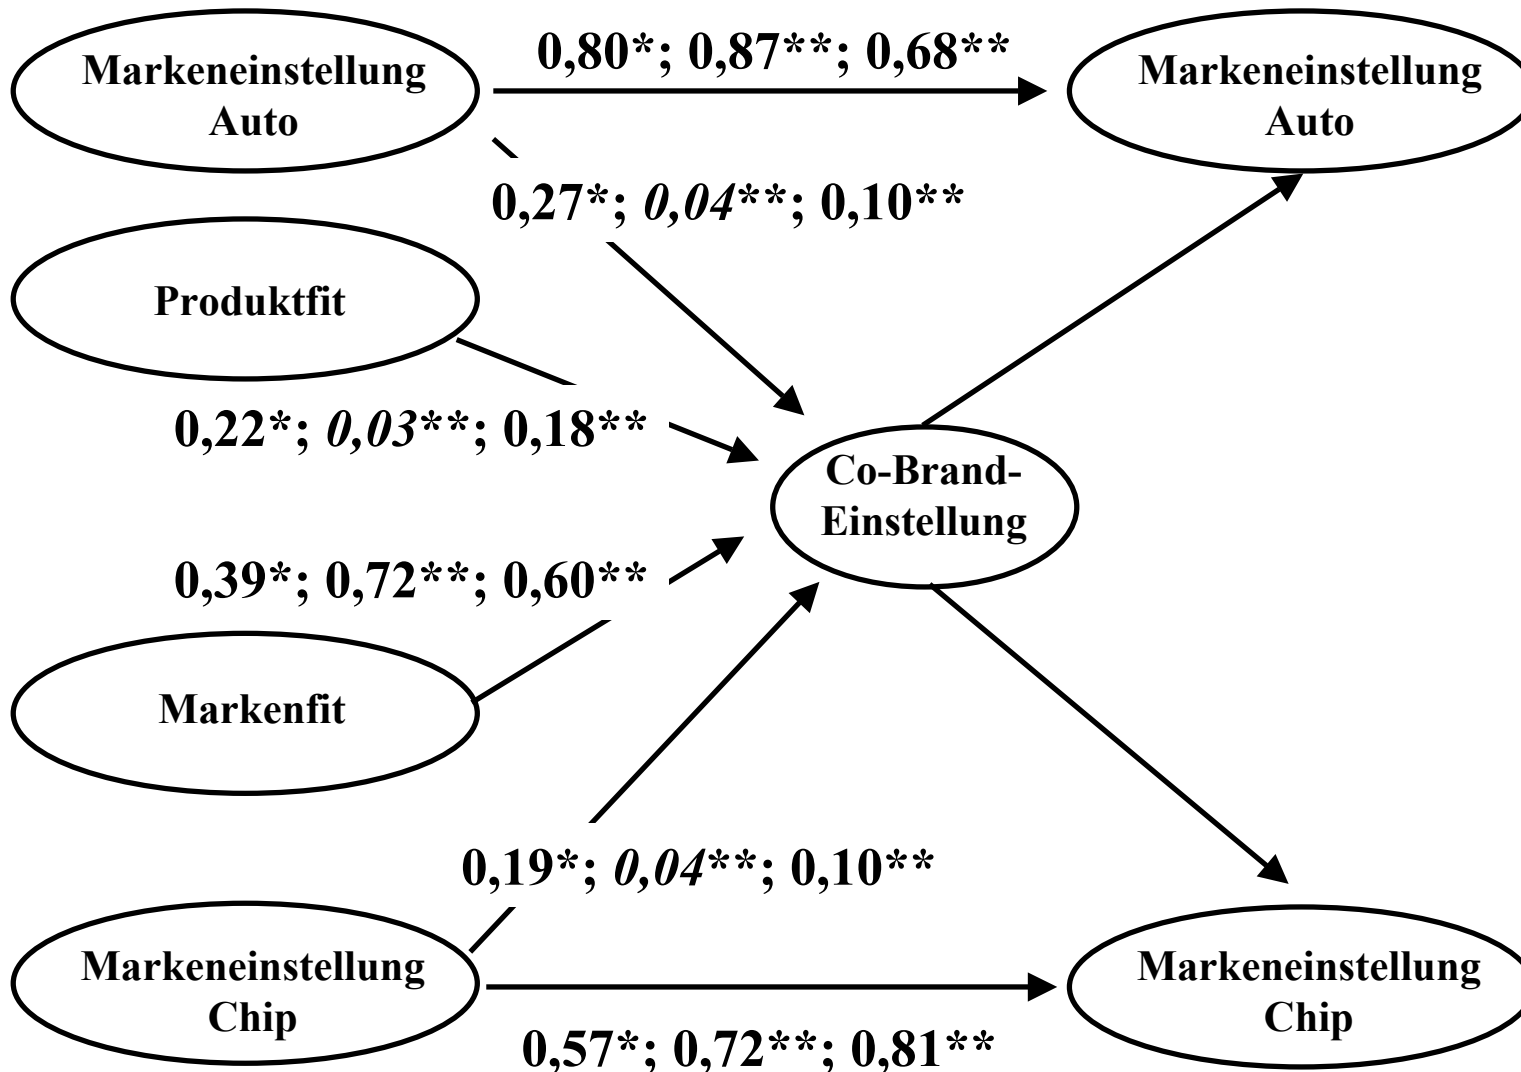 0,80*; 0,87**; 0,68**
Markeneinstellung
Auto
Markeneinstellung
Auto
0,27*; 0,04**; 0,10**
Produktfit
0,22*; 0,03**; 0,18**
Co-Brand-
Einstellung
0,39*; 0,72**; 0,60**
Markenfit
0,19*; 0,04**; 0,10**
Markeneinstellung
Chip
Markeneinstellung
Chip
0,57*; 0,72**; 0,81**